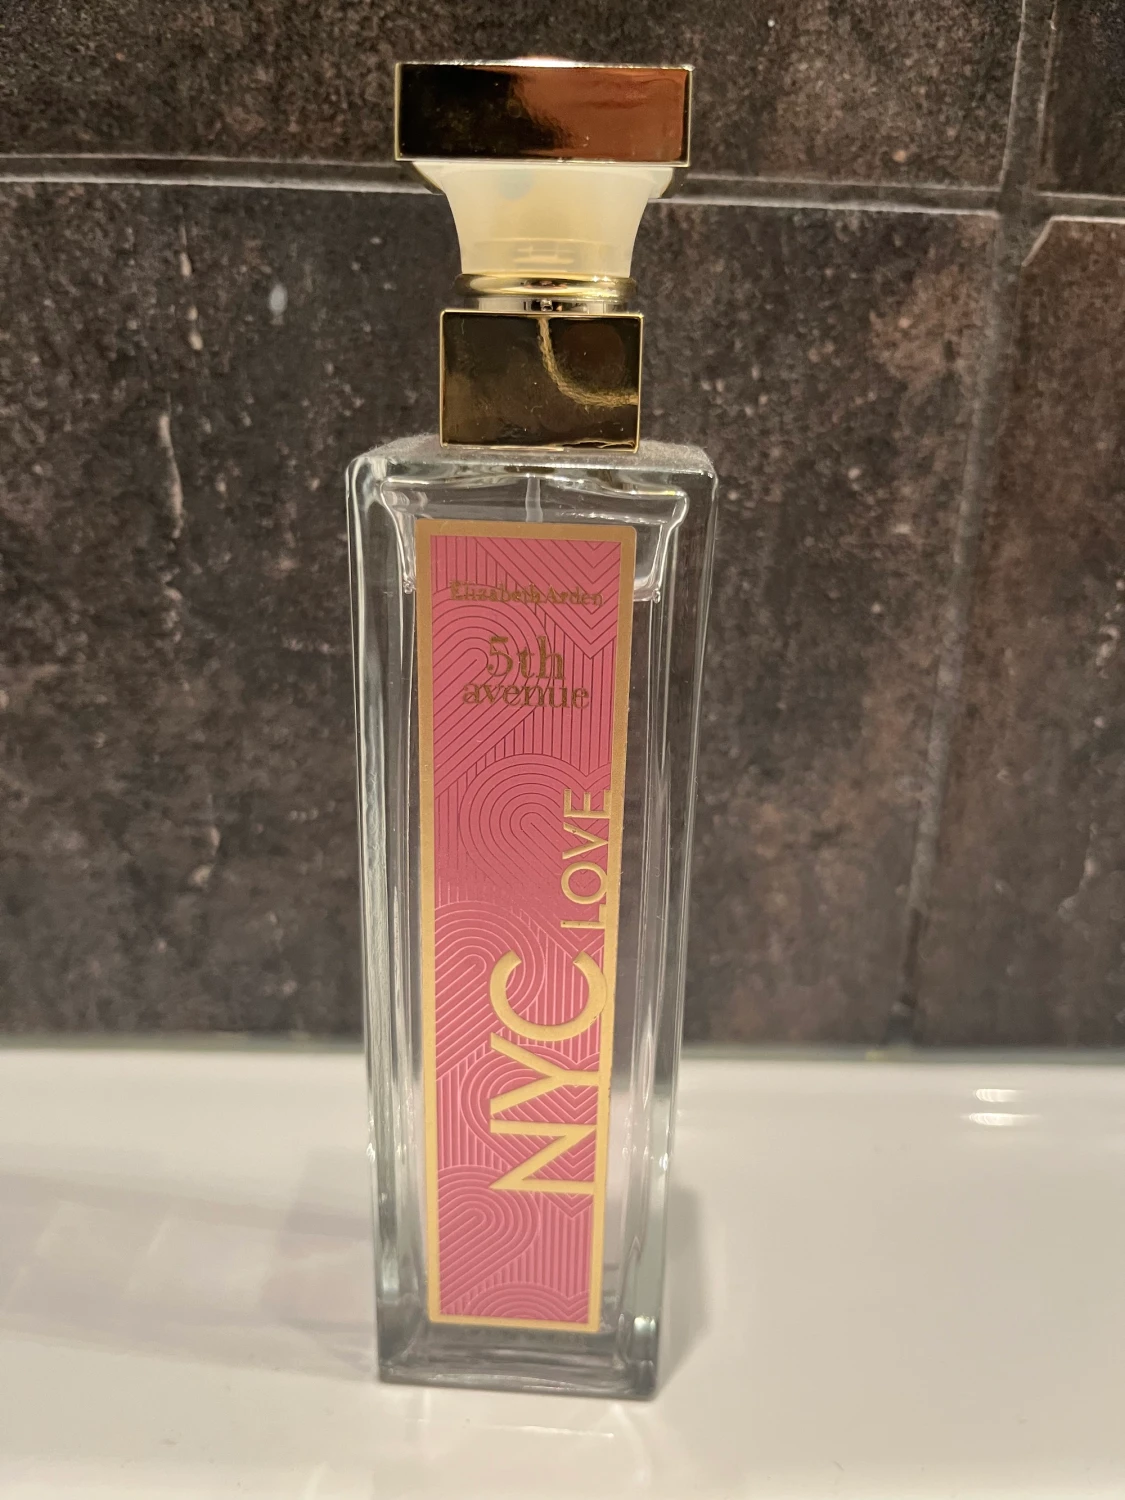 Elizabeth Arden
5th
avenue
NYC LOVE